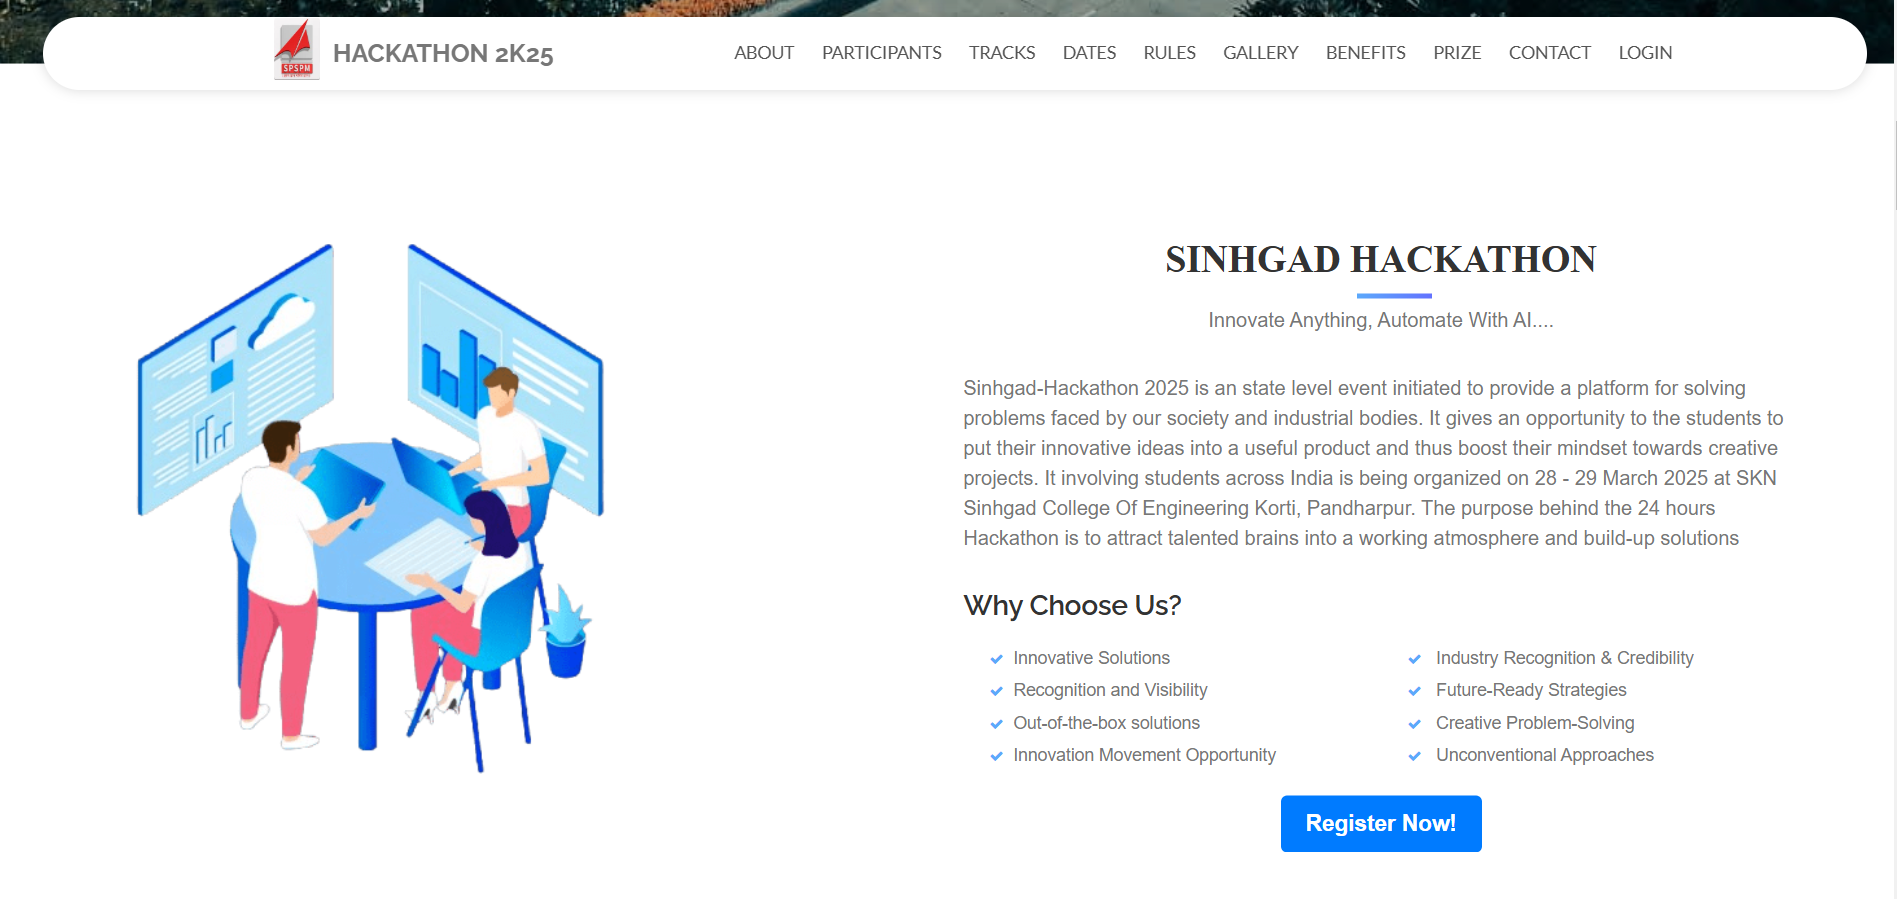 SPSPM
HACKATHON 2K25
ABOUT
PARTICIPANTS
TRACKS
DATES
RULES
GALLERY
BENEFITS
PRIZE
CONTACT
LOGIN
SINHGAD HACKATHON
Innovate Anything, Automate With AI....
Sinhgad-Hackathon 2025 is an state level event initiated to provide a platform for solving
problems faced by our society and industrial bodies. It gives an opportunity to the students to
put their innovative ideas into a useful product and thus boost their mindset towards creative
projects. It involving students across India is being organized on 28 - 29 March 2025 at SKN
Sinhgad College Of Engineering Korti, Pandharpur. The purpose behind the 24 hours
Hackathon is to attract talented brains into a working atmosphere and build-up solutions
Why Choose Us?
Innovative Solutions
Recognition and Visibility
Out-of-the-box solutions
Innovation Movement Opportunity
Industry Recognition & Credibility
Future-Ready Strategies
Creative Problem-Solving
Unconventional Approaches
Register Now!